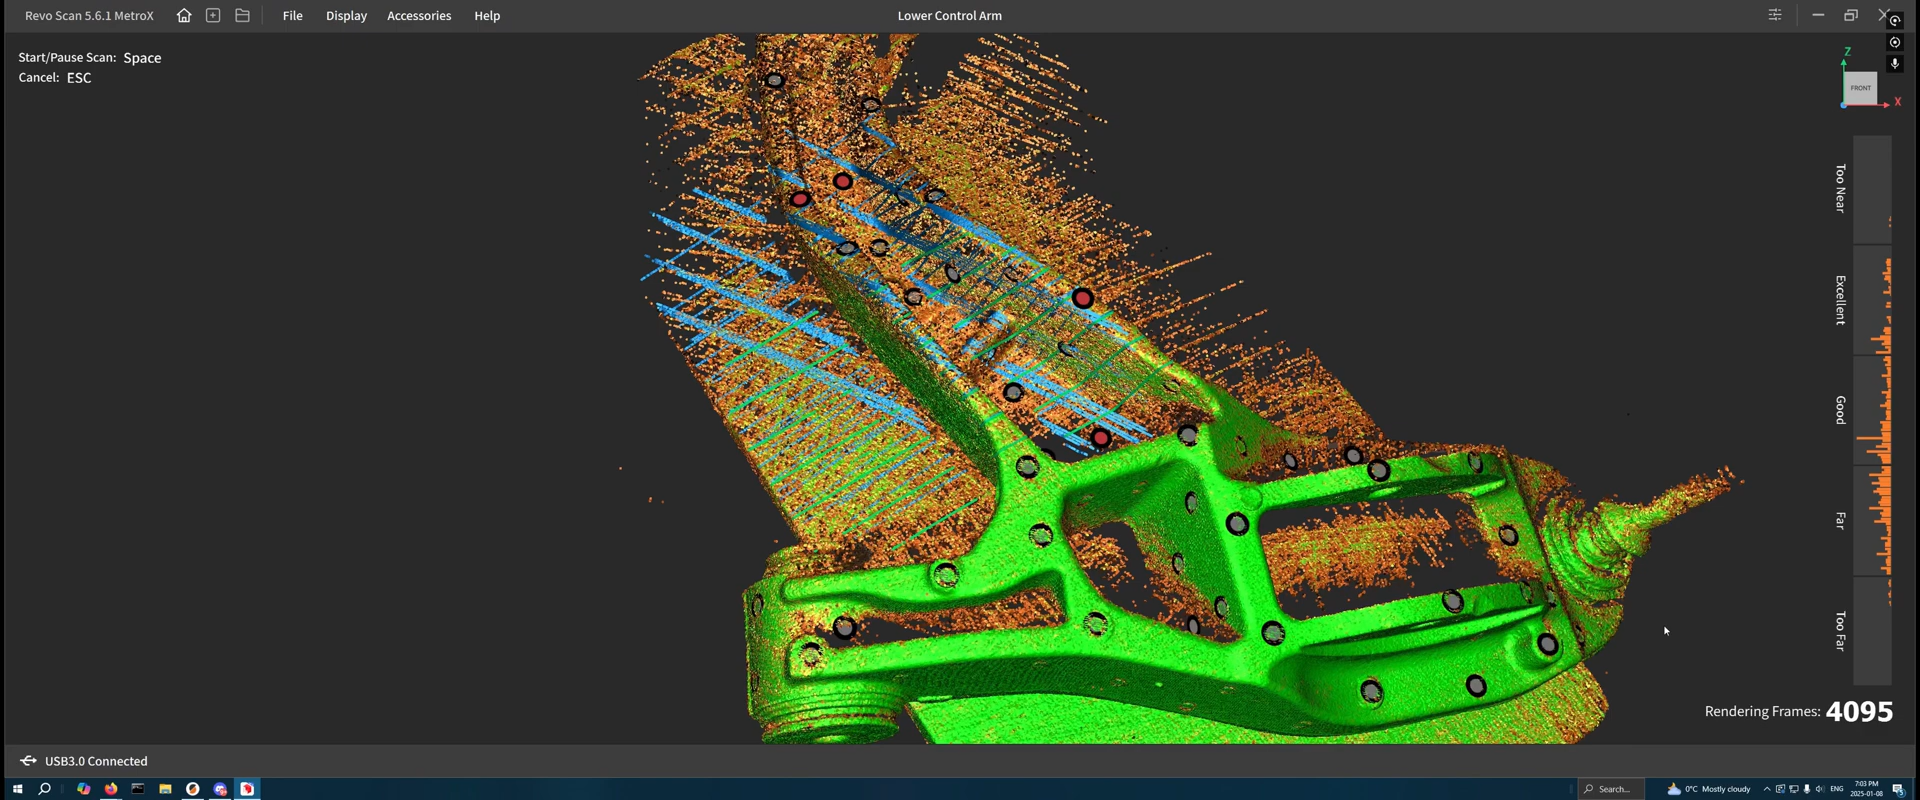 Revo Scan 5.6.1 MetroX File Display Accessories Help Lower Control Arm
Start/Pause Scan: Space
Cancel: ESC
Z
FRONT
X
Too Near
Excellent
Good
Far
Too Far
Rendering Frames: 4095
USB3.0 Connected
Search... 0°C Mostly cloudy ENG 7:03 PM
2025-01-08